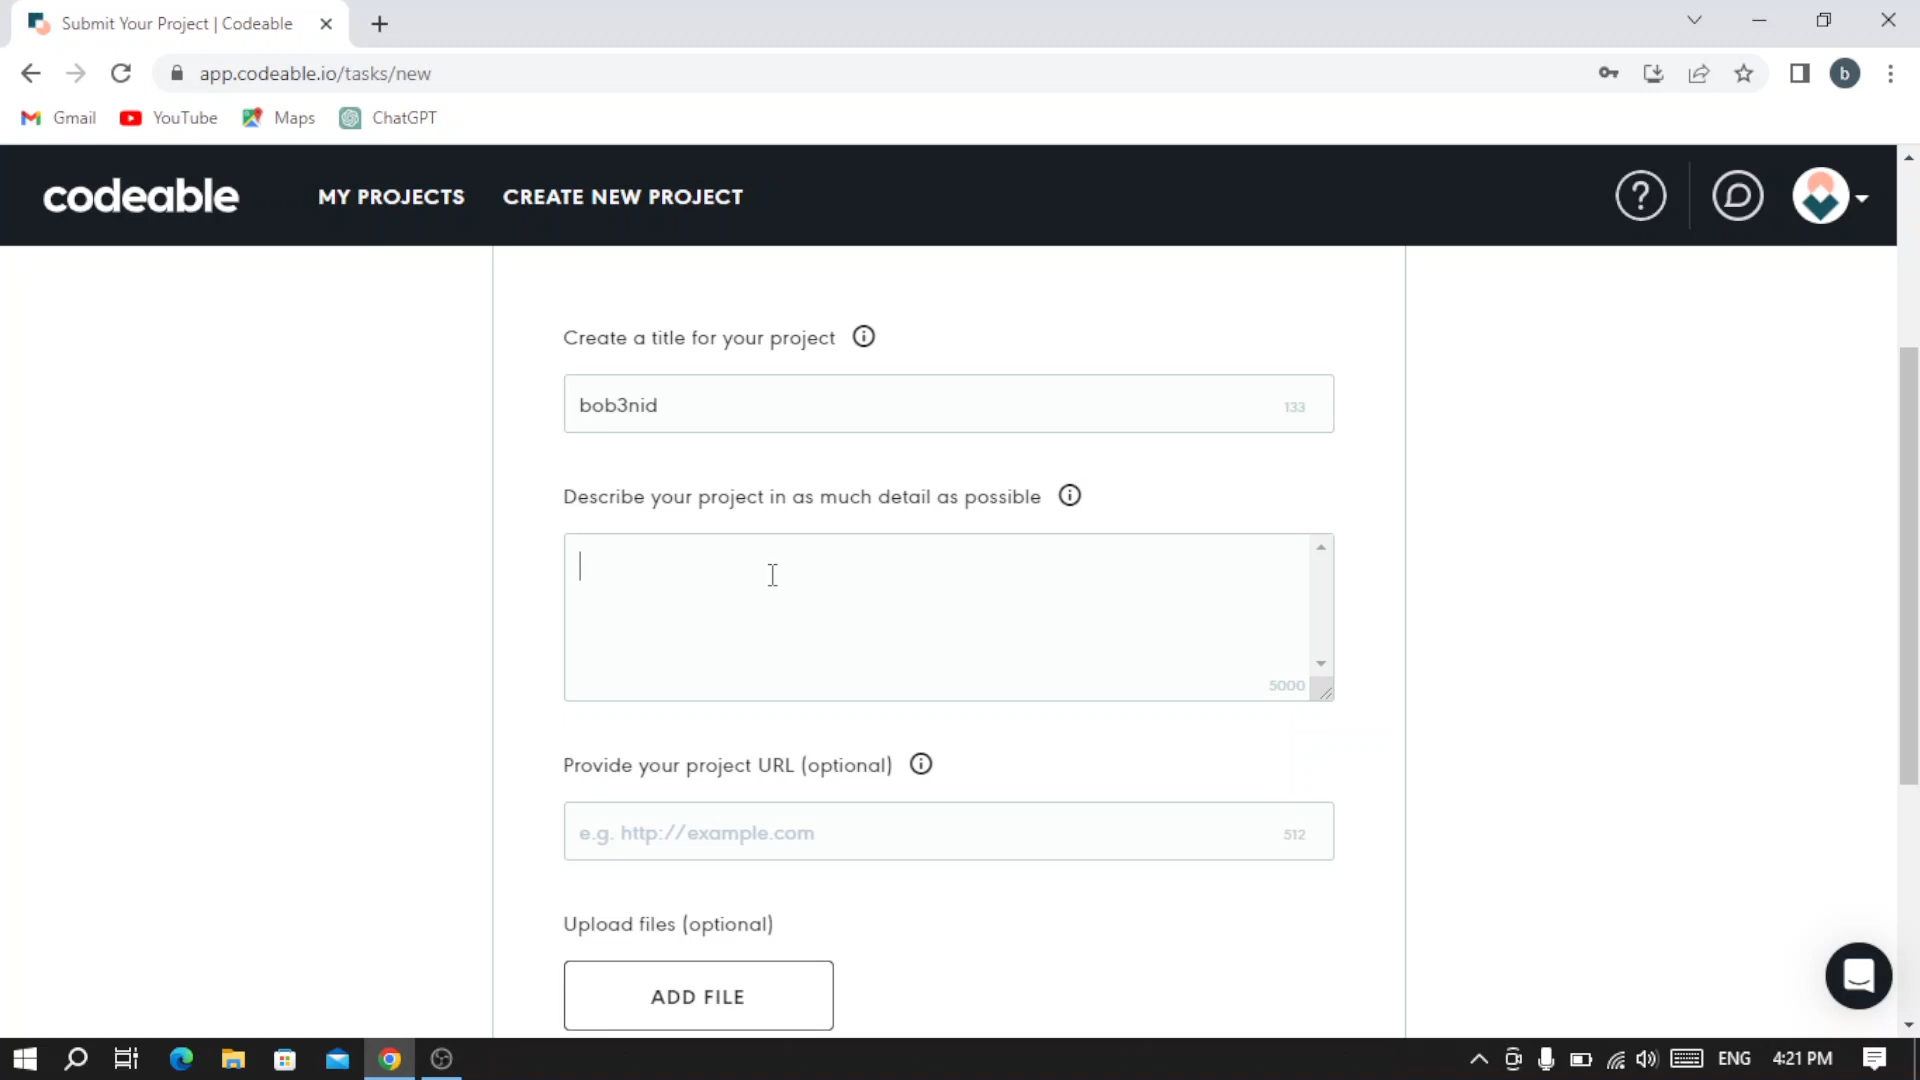 Submit Your Project | Codeable
app.codeable.io/tasks/new
b
Gmail YouTube Maps ChatGPT
codeable MY PROJECTS CREATE NEW PROJECT
Create a title for your project
bob3nid 133
Describe your project in as much detail as possible
5000
Provide your project URL (optional)
e.g. http://example.com 512
Upload files (optional)
ADD FILE
ENG 4:21 PM